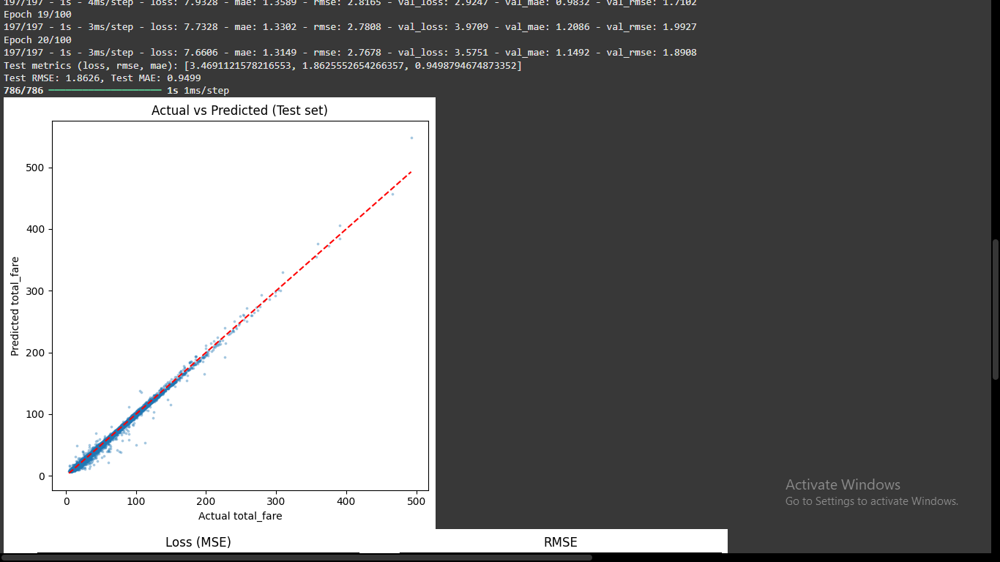 197/197 - 1s - 4ms/step - loss: 7.9328 - mae: 1.3589 - rmse: 2.8165 - val_loss: 2.9247 - val_mae: 0.9832 - val_rmse: 1.7102
Epoch 19/100
197/197 - 1s - 3ms/step - loss: 7.7328 - mae: 1.3302 - rmse: 2.7808 - val_loss: 3.9709 - val_mae: 1.2086 - val_rmse: 1.9927
Epoch 20/100
197/197 - 1s - 3ms/step - loss: 7.6606 - mae: 1.3149 - rmse: 2.7678 - val_loss: 3.5751 - val_mae: 1.1492 - val_rmse: 1.8908
Test metrics (loss, rmse, mae): [3.4691121578216553, 1.8625552654266357, 0.9498794674873352]
Test RMSE: 1.8626, Test MAE: 0.9499
786/786 ━━━━━━━━━━━━━━━━━━━━ 1s 1ms/step
Actual vs Predicted (Test set)
500
400
300
200
100
0
Predicted total_fare
0 100 200 300 400 500
Actual total_fare
Activate Windows
Go to Settings to activate Windows.
Loss (MSE) RMSE